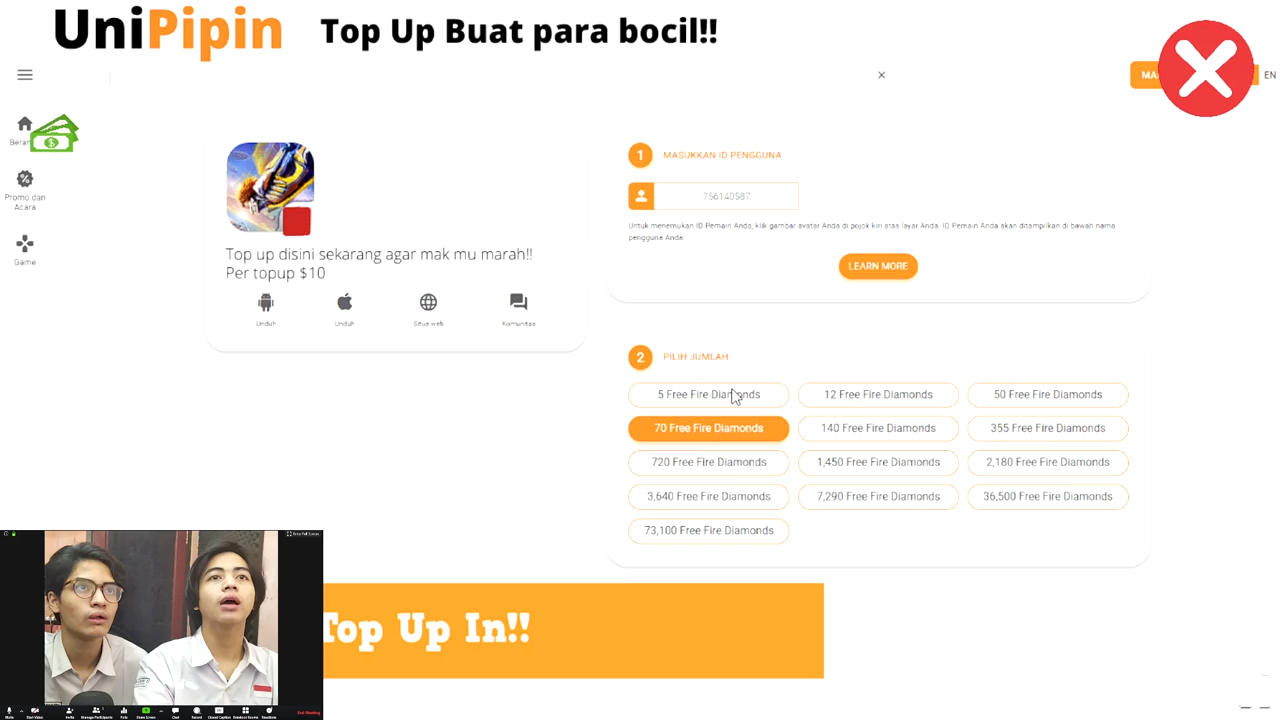 UniPipin
Top Up Buat para bocil!!
EN
Promo dan
Acara
Game
Top up disini sekarang agar mak mu marah!!
Per topup $10
Unduh
Unduh
Situs web
Komunitas
1
MASUKKAN ID PENGGUNA
756140587
Untuk menemukan ID Pemain Anda, klik gambar avatar Anda di pojok kiri atas layar Anda. ID Pemain Anda akan ditampilkan di bawah nama
pengguna Anda.
LEARN MORE
2
PILIH JUMLAH
5 Free Fire Diamonds
12 Free Fire Diamonds
50 Free Fire Diamonds
70 Free Fire Diamonds
140 Free Fire Diamonds
355 Free Fire Diamonds
720 Free Fire Diamonds
1,450 Free Fire Diamonds
2,180 Free Fire Diamonds
3,640 Free Fire Diamonds
7,290 Free Fire Diamonds
36,500 Free Fire Diamonds
73,100 Free Fire Diamonds
Top Up In!!